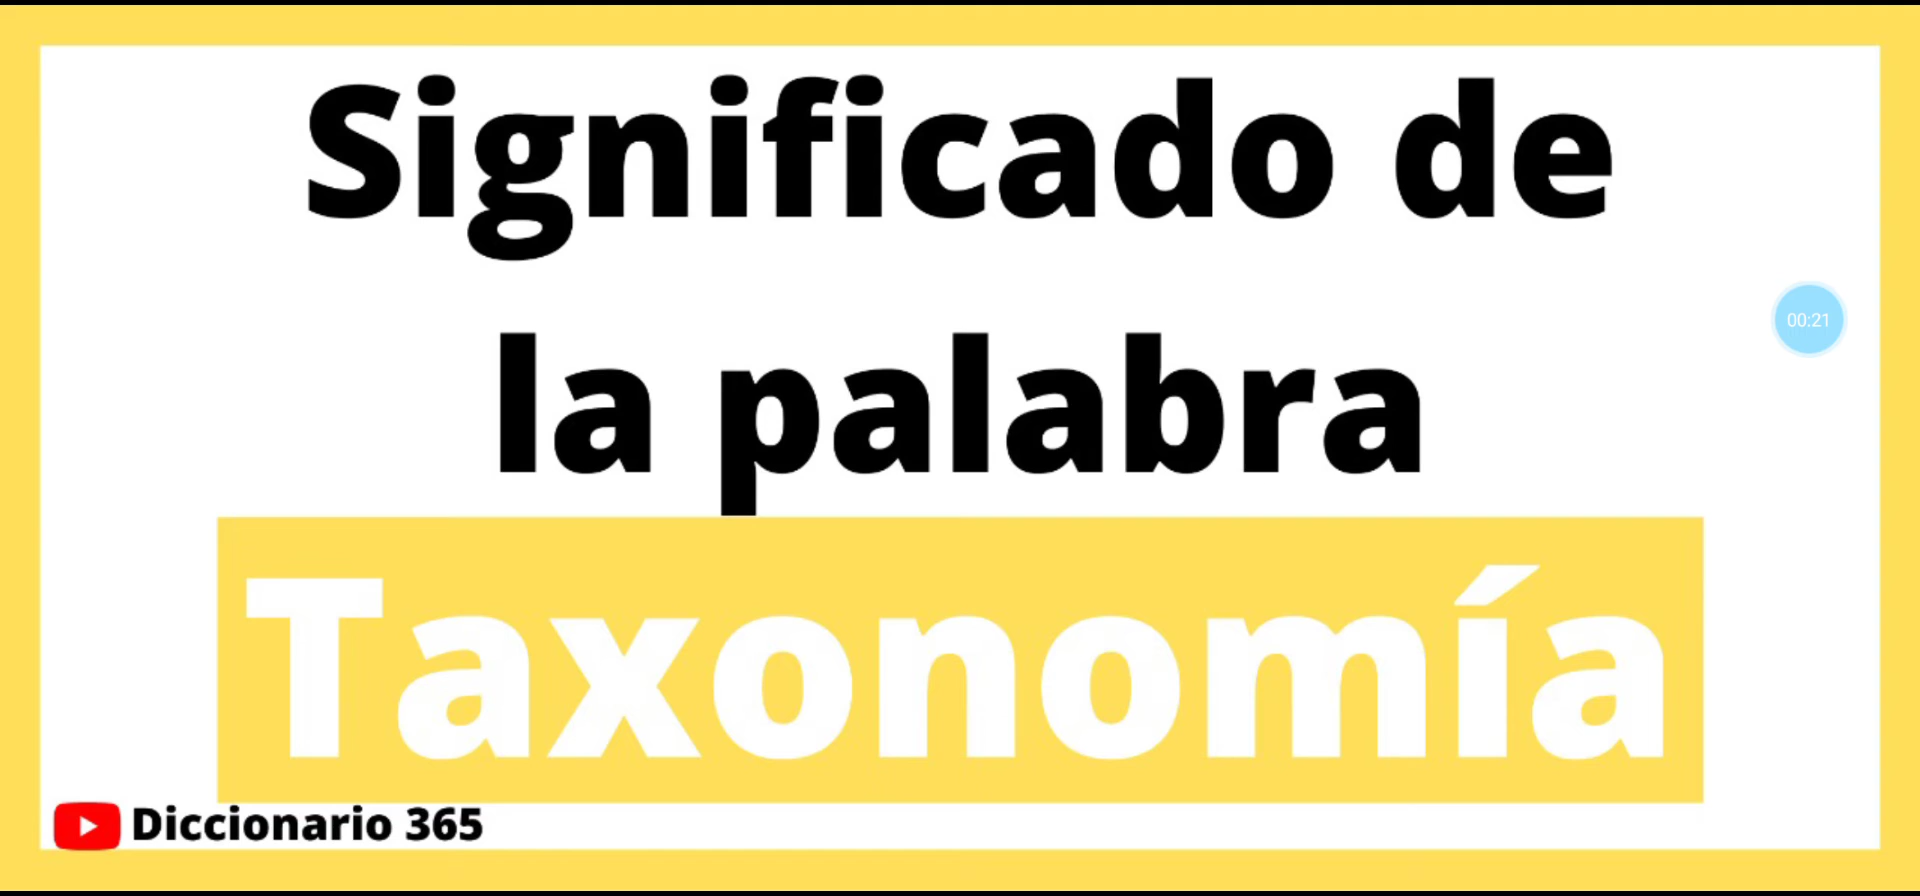 Significado de
la palabra
00:21
Taxonomía
Diccionario 365